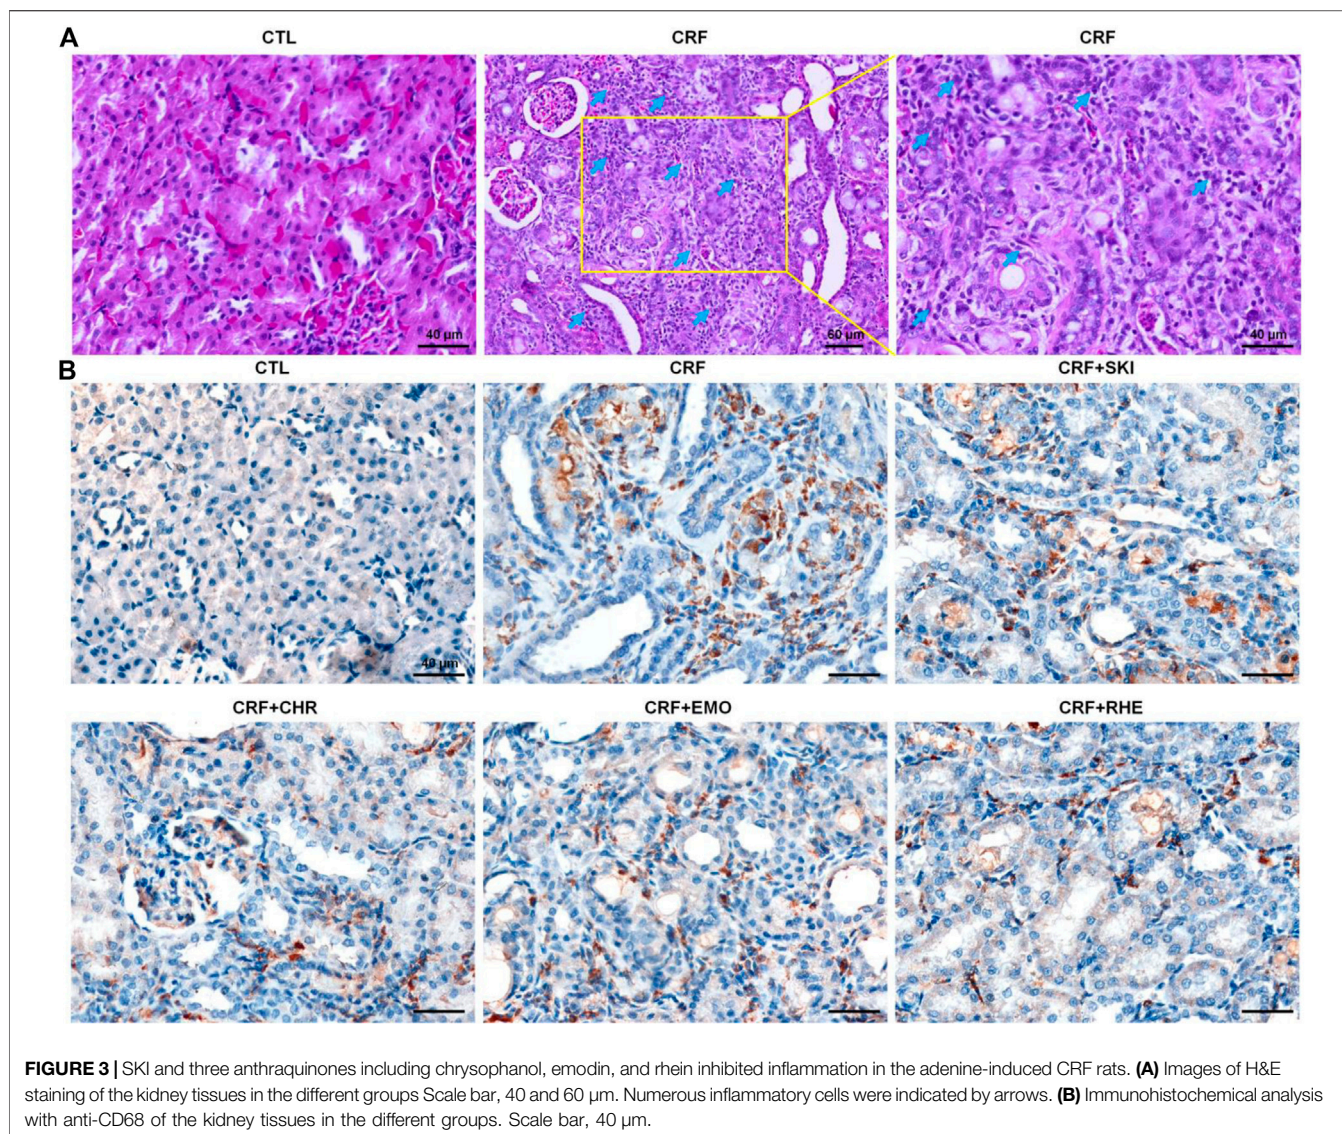 A
CTL
CRF
CRF
40 µm
60 µm
40 µm
B
CTL
CRF
CRF+SKI
40 µm
CRF+CHR
CRF+EMO
CRF+RHE
FIGURE 3 | SKI and three anthraquinones including chrysophanol, emodin, and rhein inhibited inflammation in the adenine-induced CRF rats. (A) Images of H&E
staining of the kidney tissues in the different groups Scale bar, 40 and 60 µm. Numerous inflammatory cells were indicated by arrows. (B) Immunohistochemical analysis
with anti-CD68 of the kidney tissues in the different groups. Scale bar, 40 µm.